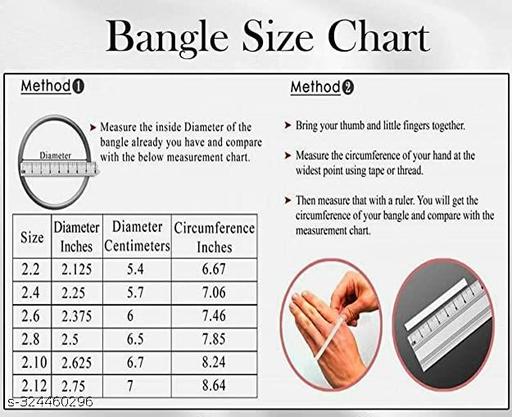 Bangle Size Chart
Method 1
Measure the inside Diameter of the
bangle already you have and compare
with the below measurement chart.
Diameter
Size Diameter Inches Diameter Centimeters Circumference Inches
2.2 2.125 5.4 6.67
2.4 2.25 5.7 7.06
2.6 2.375 6 7.46
2.8 2.5 6.5 7.85
2.10 2.625 6.7 8.24
2.12 2.75 7 8.64
Method 2
Bring your thumb and little fingers together.
Measure the circumference of your hand at the
widest point using tape or thread.
Then measure that with a ruler. You will get the
circumference of your bangle and compare with the
measurement chart.
s-324460296